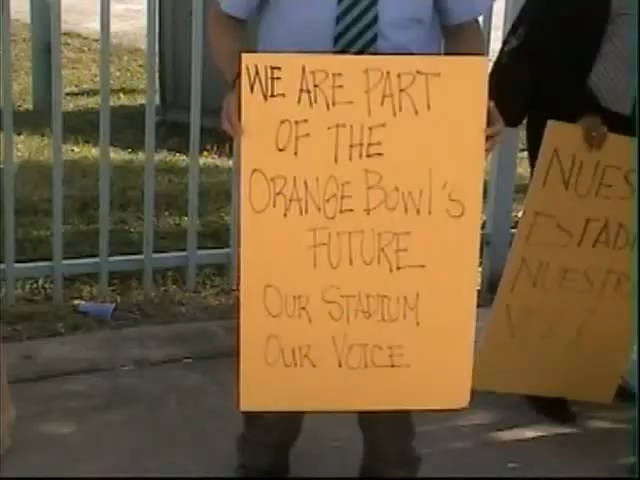 WE ARE PART
OF THE
ORANGE BOWl'S
FUTURE
OUR STADIUM
OUR VOICE
NUES
ESTAD
NUESTR